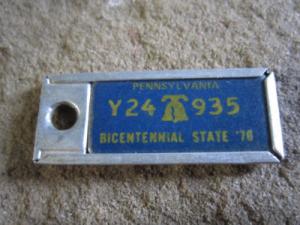 PENNSYLVANIA
Y24 935
BICENTENNIAL STATE '76